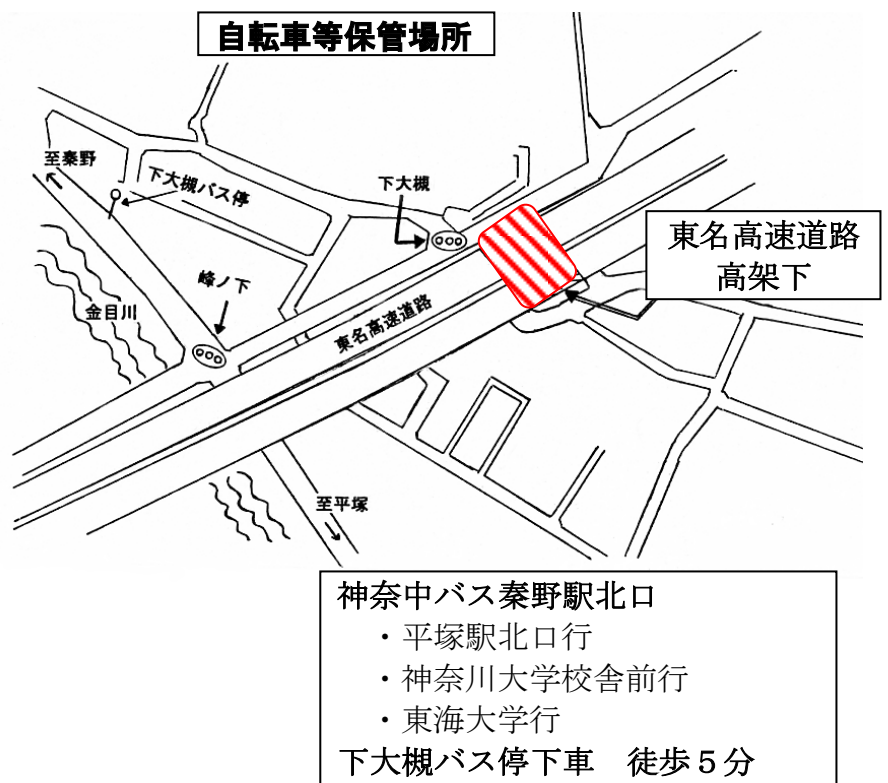 自転車等保管場所
至秦野
下大槻バス停
下大槻
東名高速道路
高架下
峰ノ下
金目川
東名高速道路
至平塚
神奈中バス秦野駅北口
・平塚駅北口行
・神奈川大学校舎前行
・東海大学行
下大槻バス停下車　徒歩５分